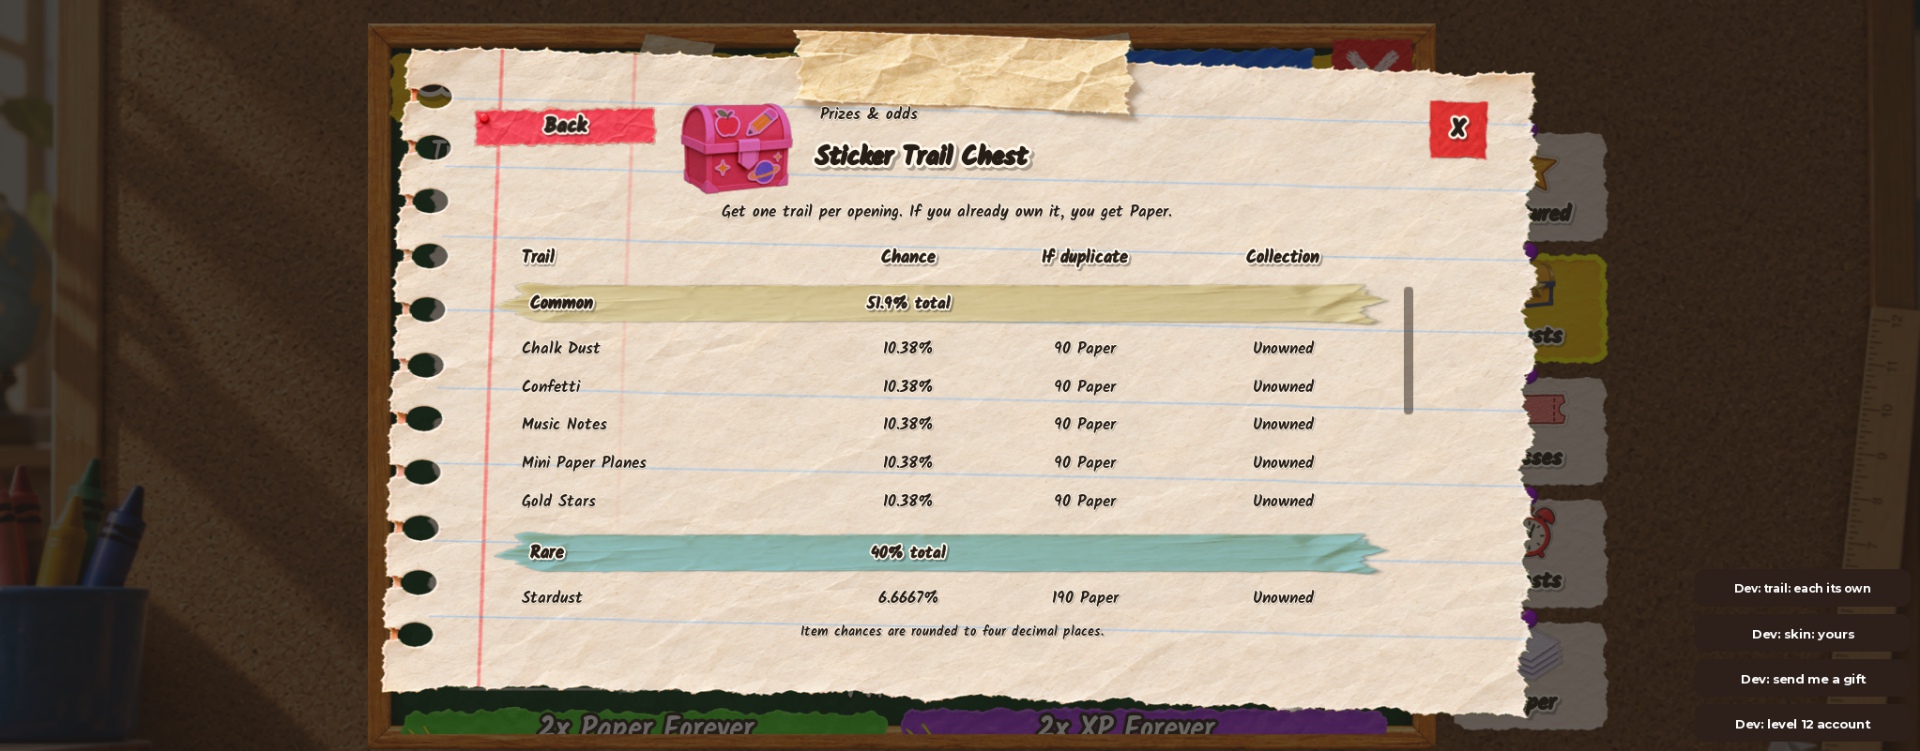 Prizes & odds
Back
X
Sticker Trail Chest
Get one trail per opening. If you already own it, you get Paper.
Trail Chance If duplicate Collection
Common 51.9% total
Chalk Dust 10.38% 90 Paper Unowned
Confetti 10.38% 90 Paper Unowned
Music Notes 10.38% 90 Paper Unowned
Mini Paper Planes 10.38% 90 Paper Unowned
Gold Stars 10.38% 90 Paper Unowned
Rare 40% total
Stardust 6.6667% 190 Paper Unowned
Item chances are rounded to four decimal places.
2x Paper Forever 2x XP Forever
Dev: trail: each its own
Dev: skin: yours
Dev: send me a gift
Dev: level 12 account